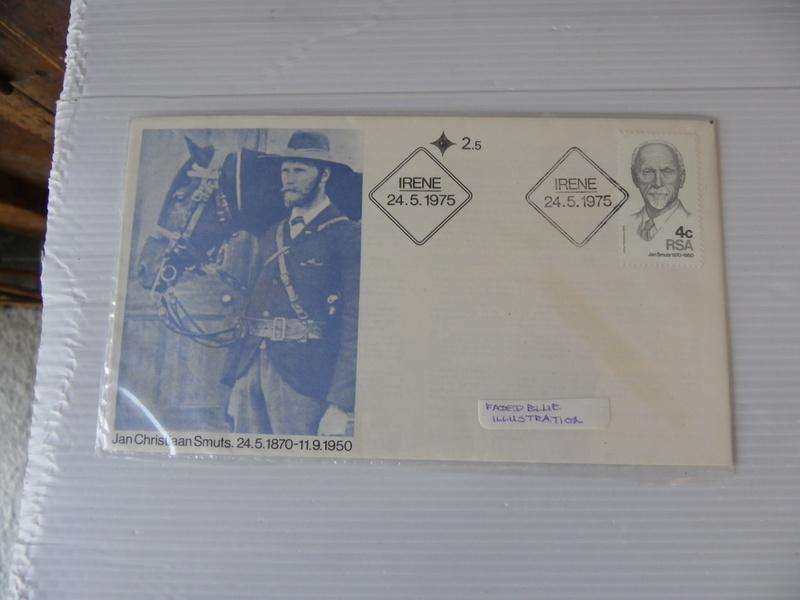 2.5
IRENE
24.5.1975
IRENE
24.5.1975
4c
RSA
Jan Smuts 1870-1950
FADED BLUE
ILLUSTRATION
Jan Christiaan Smuts. 24.5.1870-11.9.1950